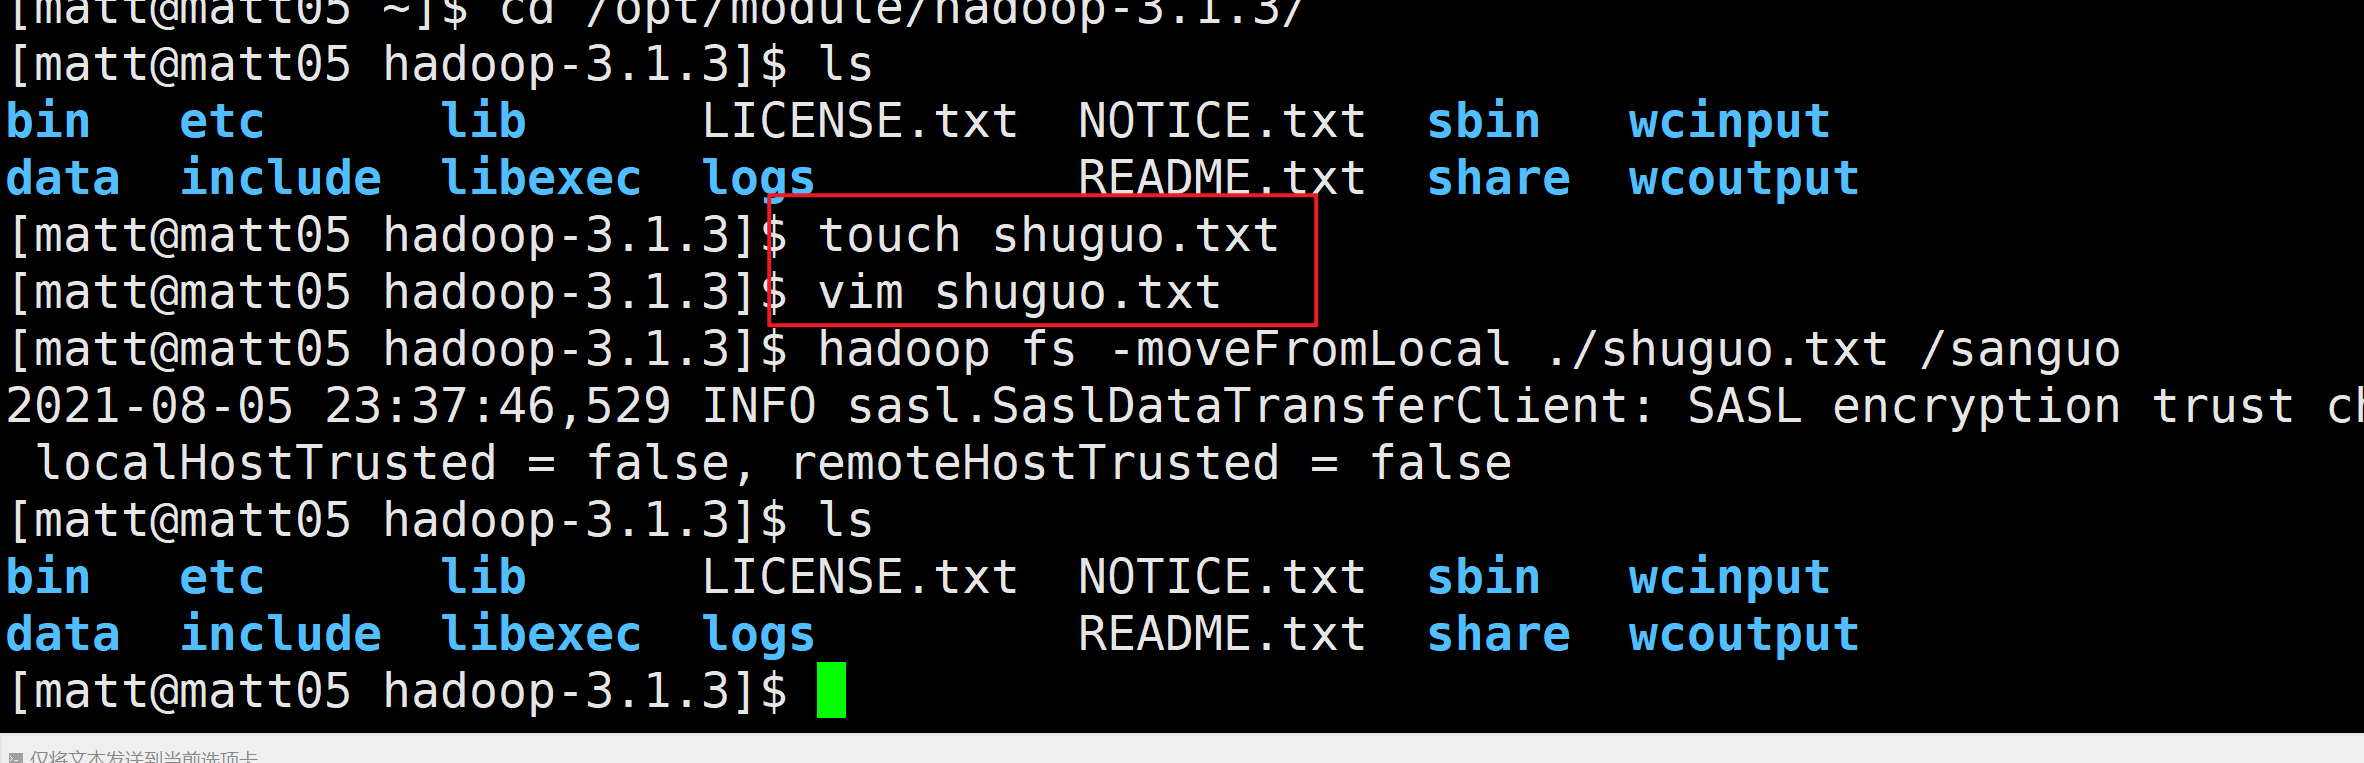 [matt@matt05 ~]$ cd /opt/module/hadoop-3.1.3/
[matt@matt05 hadoop-3.1.3]$ ls
bin etc lib LICENSE.txt NOTICE.txt sbin wcinput
data include libexec logs README.txt share wcoutput
[matt@matt05 hadoop-3.1.3]$ touch shuguo.txt
[matt@matt05 hadoop-3.1.3]$ vim shuguo.txt
[matt@matt05 hadoop-3.1.3]$ hadoop fs -moveFromLocal ./shuguo.txt /sanguo
2021-08-05 23:37:46,529 INFO sasl.SaslDataTransferClient: SASL encryption trust
localHostTrusted = false, remoteHostTrusted = false
[matt@matt05 hadoop-3.1.3]$ ls
bin etc lib LICENSE.txt NOTICE.txt sbin wcinput
data include libexec logs README.txt share wcoutput
[matt@matt05 hadoop-3.1.3]$
仅将文本发送到当前选项卡